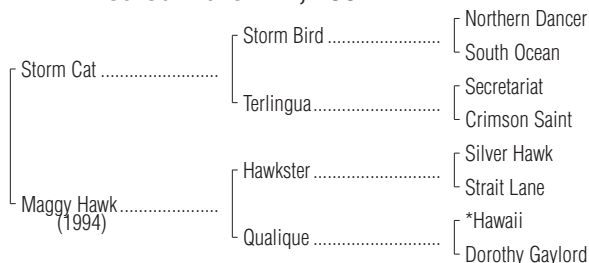 Northern Dancer
Storm Bird ........................
South Ocean
Storm Cat .........................
Secretariat
Terlingua ...........................
Crimson Saint
Silver Hawk
Hawkster ...........................
Strait Lane
Maggy Hawk .....................
(1994)
*Hawaii
Qualique ...........................
Dorothy Gaylord